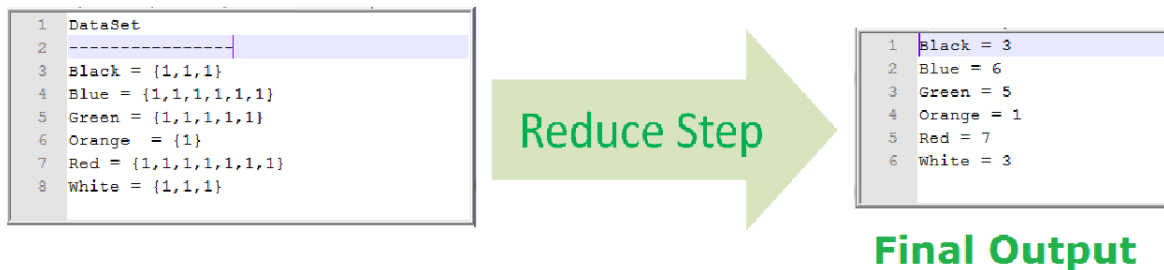 1 DataSet
2 ----------------
3 Black = {1,1,1}
4 Blue = {1,1,1,1,1,1}
5 Green = {1,1,1,1,1}
6 Orange  = {1}
7 Red = {1,1,1,1,1,1,1}
8 White = {1,1,1}
Reduce Step
1 Black = 3
2 Blue = 6
3 Green = 5
4 Orange = 1
5 Red = 7
6 White = 3
Final Output